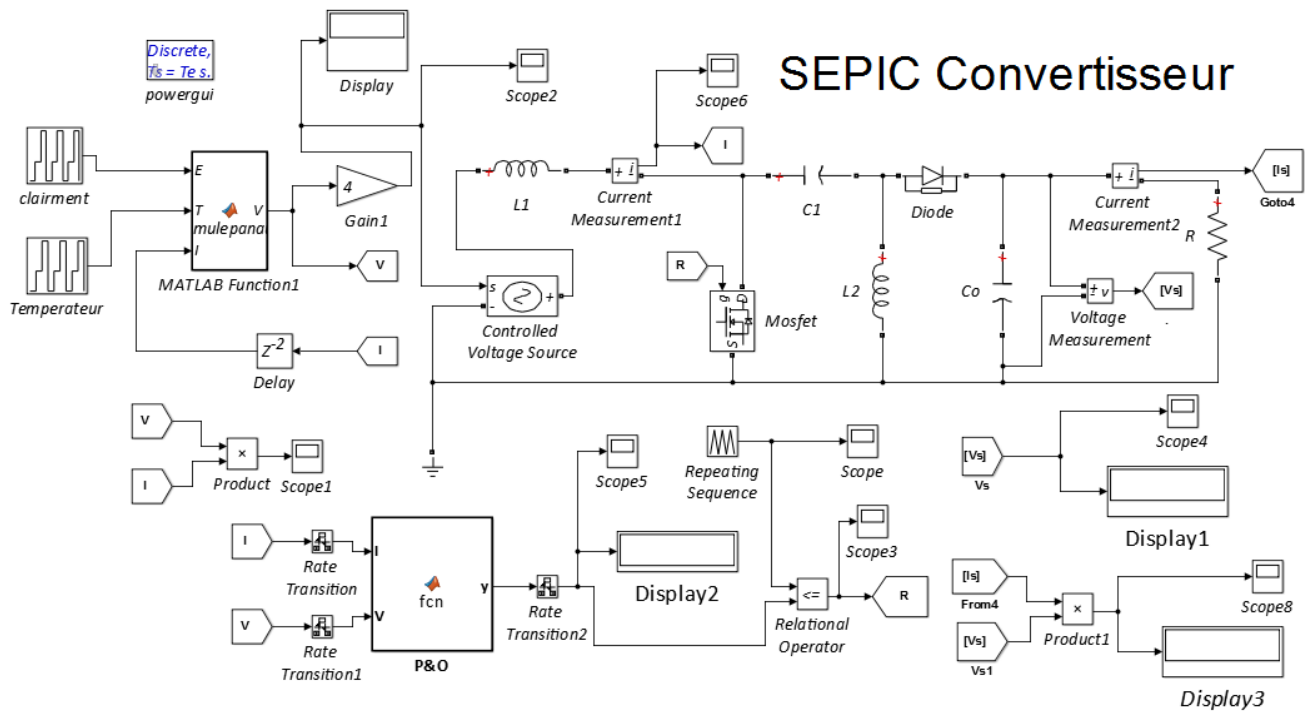 SEPIC Convertisseur
Discrete,
Ts = Te s.
powergui
Display
Scope2
Scope6
clairment
E
T
I
V
mulepanal
MATLAB Function1
4
Gain1
V
Temperateur
Z-2
Delay
I
L1
i
+
Current
Measurement1
I
s
-
+
Controlled
Voltage Source
R
g
D
S
Mosfet
C1
Diode
L2
Co
+
i
Current
Measurement2
[Is]
Goto4
R
+
-
v
Voltage
Measurement
[Vs]
V
I
×
Product
Scope1
I
Rate
Transition
V
Rate
Transition1
I
V
fcn
y
P&O
Rate
Transition2
Scope5
Display2
Repeating
Sequence
Scope
Scope3
<=
Relational
Operator
R
[Vs]
Vs
Scope4
Display1
[Is]
From4
[Vs]
Vs1
×
Product1
Scope8
Display3